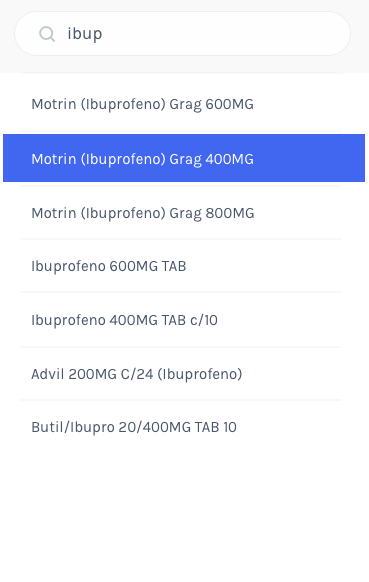 ibup
Motrin (Ibuprofeno) Grag 600MG
Motrin (Ibuprofeno) Grag 400MG
Motrin (Ibuprofeno) Grag 800MG
Ibuprofeno 600MG TAB
Ibuprofeno 400MG TAB c/10
Advil 200MG C/24 (Ibuprofeno)
Butil/Ibupro 20/400MG TAB 10